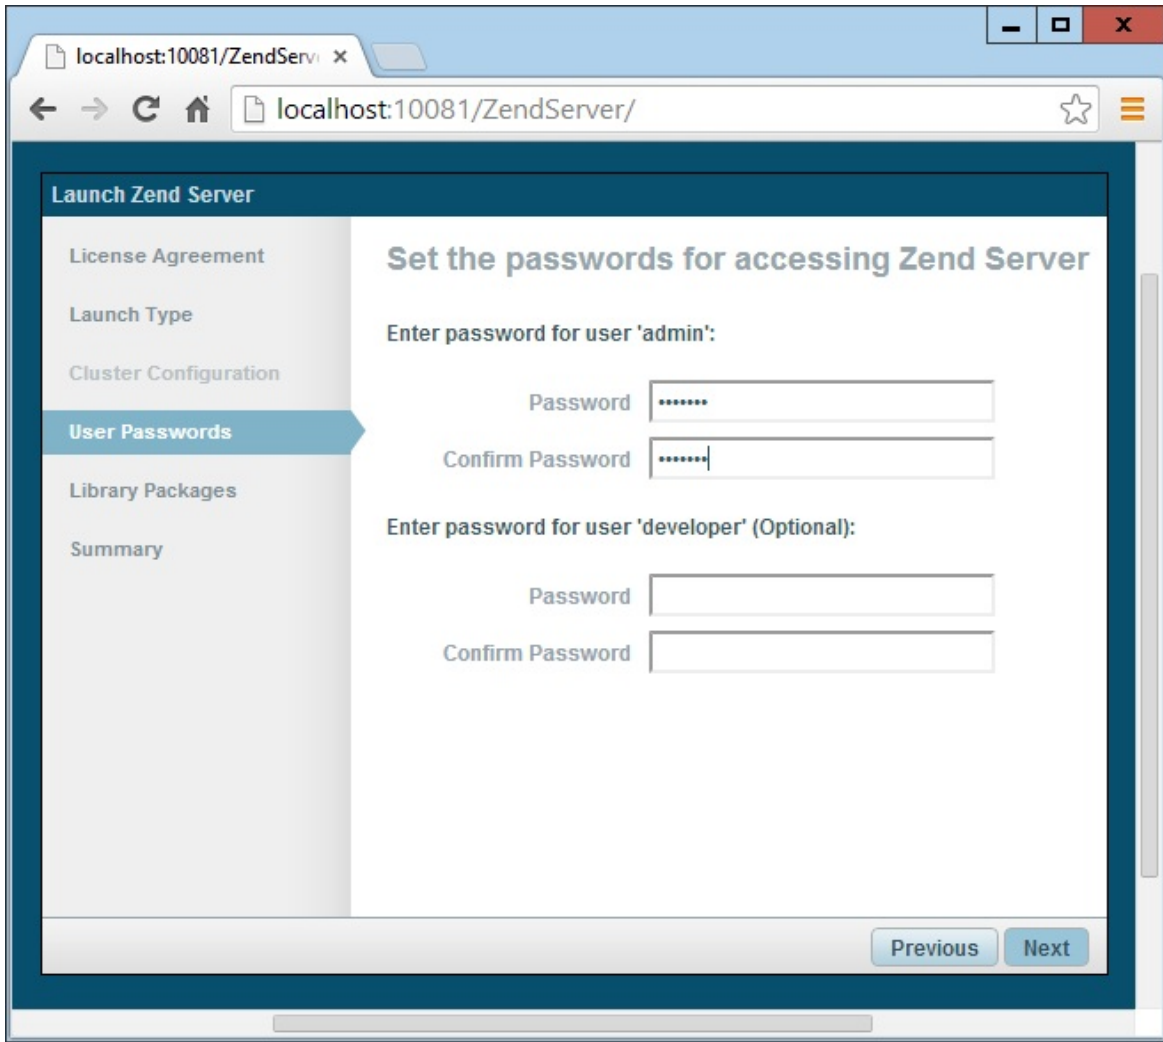 localhost:10081/ZendServ
localhost:10081/ZendServer/
Launch Zend Server
License Agreement
Launch Type
Cluster Configuration
User Passwords
Library Packages
Summary
Set the passwords for accessing Zend Server
Enter password for user 'admin':
Password •••••••
Confirm Password •••••••
Enter password for user 'developer' (Optional):
Password
Confirm Password
Previous Next